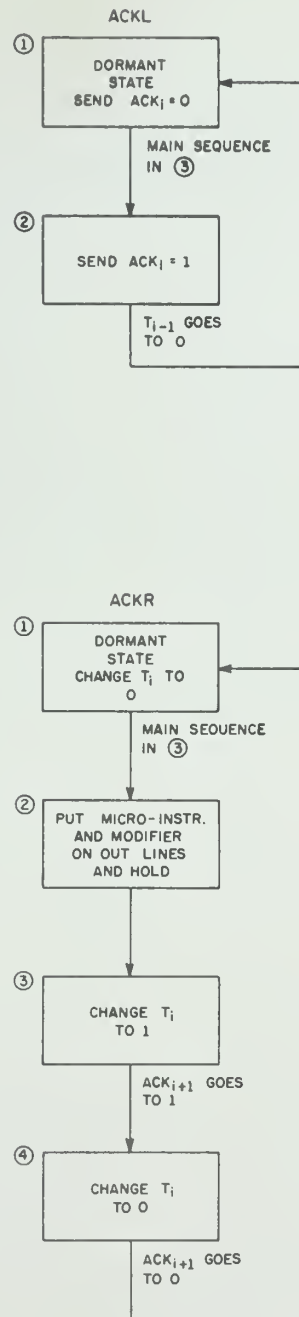 ACKL
①
DORMANT
STATE
SEND ACKi = 0
MAIN SEQUENCE
IN ③
②
SEND ACKi = 1
Ti-1 GOES
TO 0
ACKR
①
DORMANT
STATE
CHANGE Ti TO
0
MAIN SEQUENCE
IN ③
②
PUT MICRO-INSTR.
AND MODIFIER
ON OUT LINES
AND HOLD
③
CHANGE Ti
TO 1
ACKi+1 GOES
TO 1
④
CHANGE Ti
TO 0
ACKi+1 GOES
TO 0